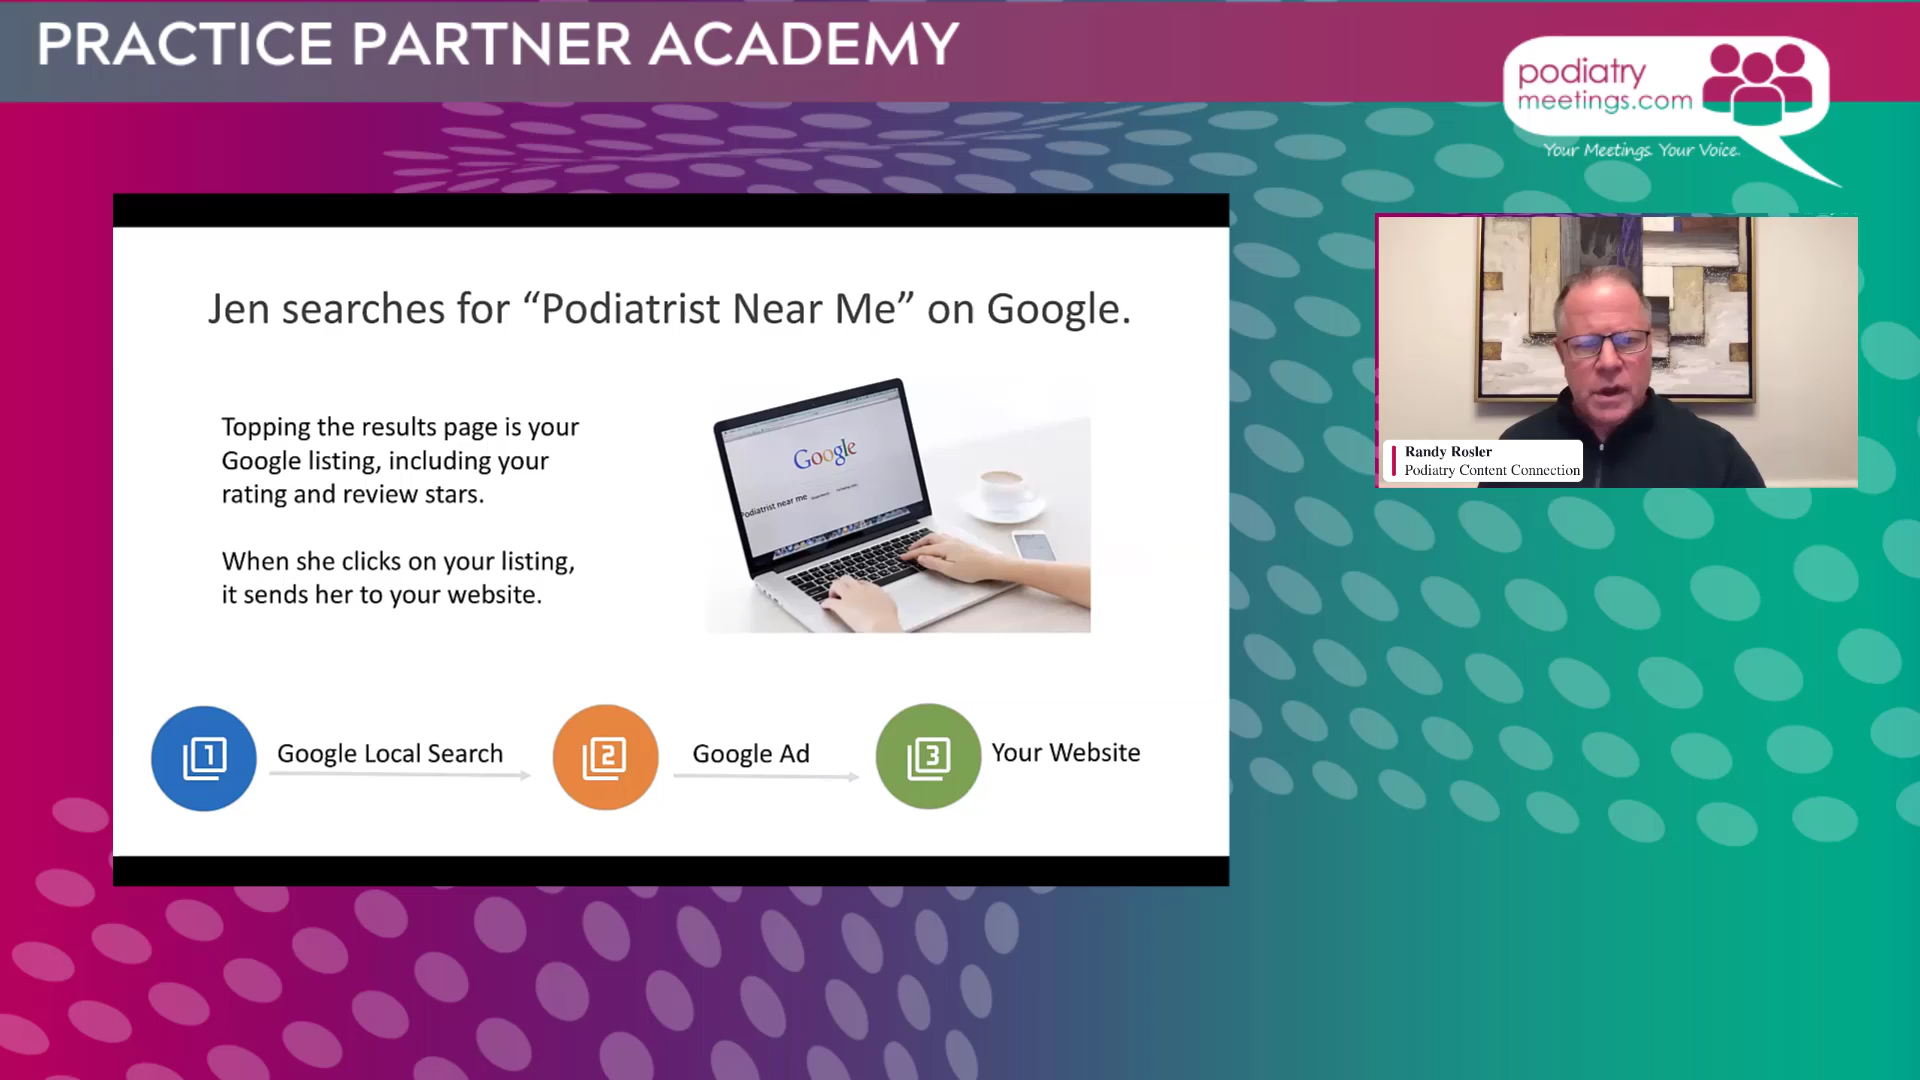 PRACTICE PARTNER ACADEMY
podiatry
meetings.com
Your Meetings. Your Voice.
Jen searches for “Podiatrist Near Me” on Google.
Topping the results page is your
Google listing, including your
rating and review stars.
When she clicks on your listing,
it sends her to your website.
Google
Podiatrist near me
1
Google Local Search
2
Google Ad
3
Your Website
Randy Rosler
Podiatry Content Connection